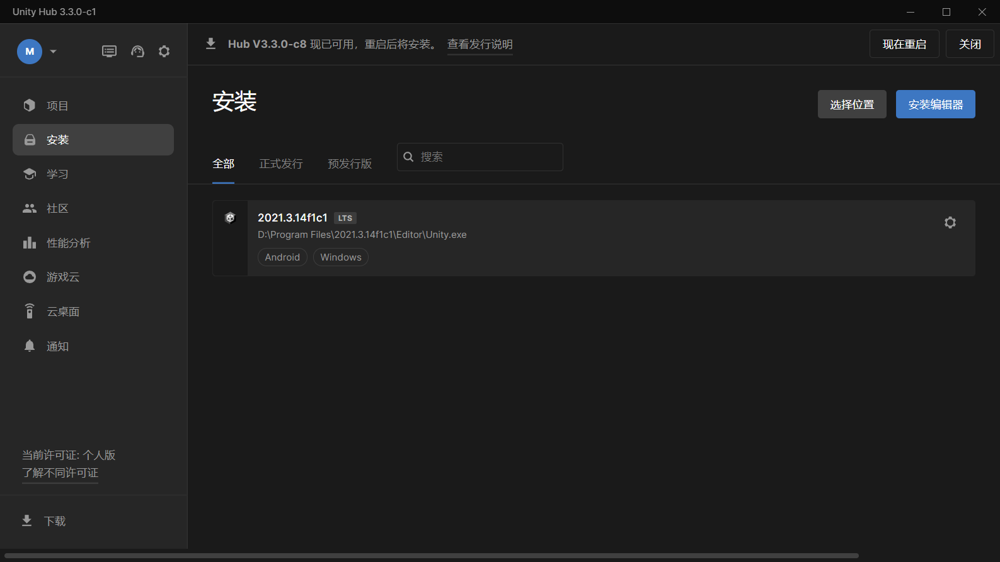 Unity Hub 3.3.0-c1
M
Hub V3.3.0-c8 现已可用，重启后将安装。 查看发行说明
现在重启
关闭
项目
安装
学习
社区
性能分析
游戏云
云桌面
通知
当前许可证: 个人版
了解不同许可证
下载
安装
选择位置
安装编辑器
全部
正式发行
预发行版
搜索
2021.3.14f1c1 LTS
D:\Program Files\2021.3.14f1c1\Editor\Unity.exe
Android Windows